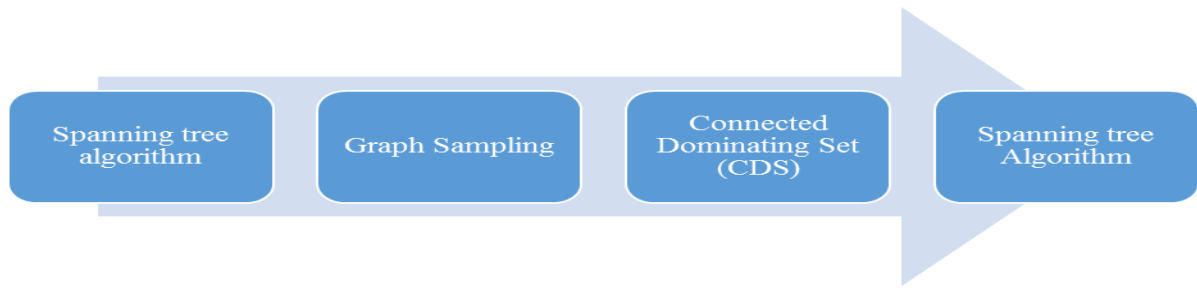 Spanning tree
algorithm
Graph Sampling
Connected
Dominating Set
(CDS)
Spanning tree
Algorithm